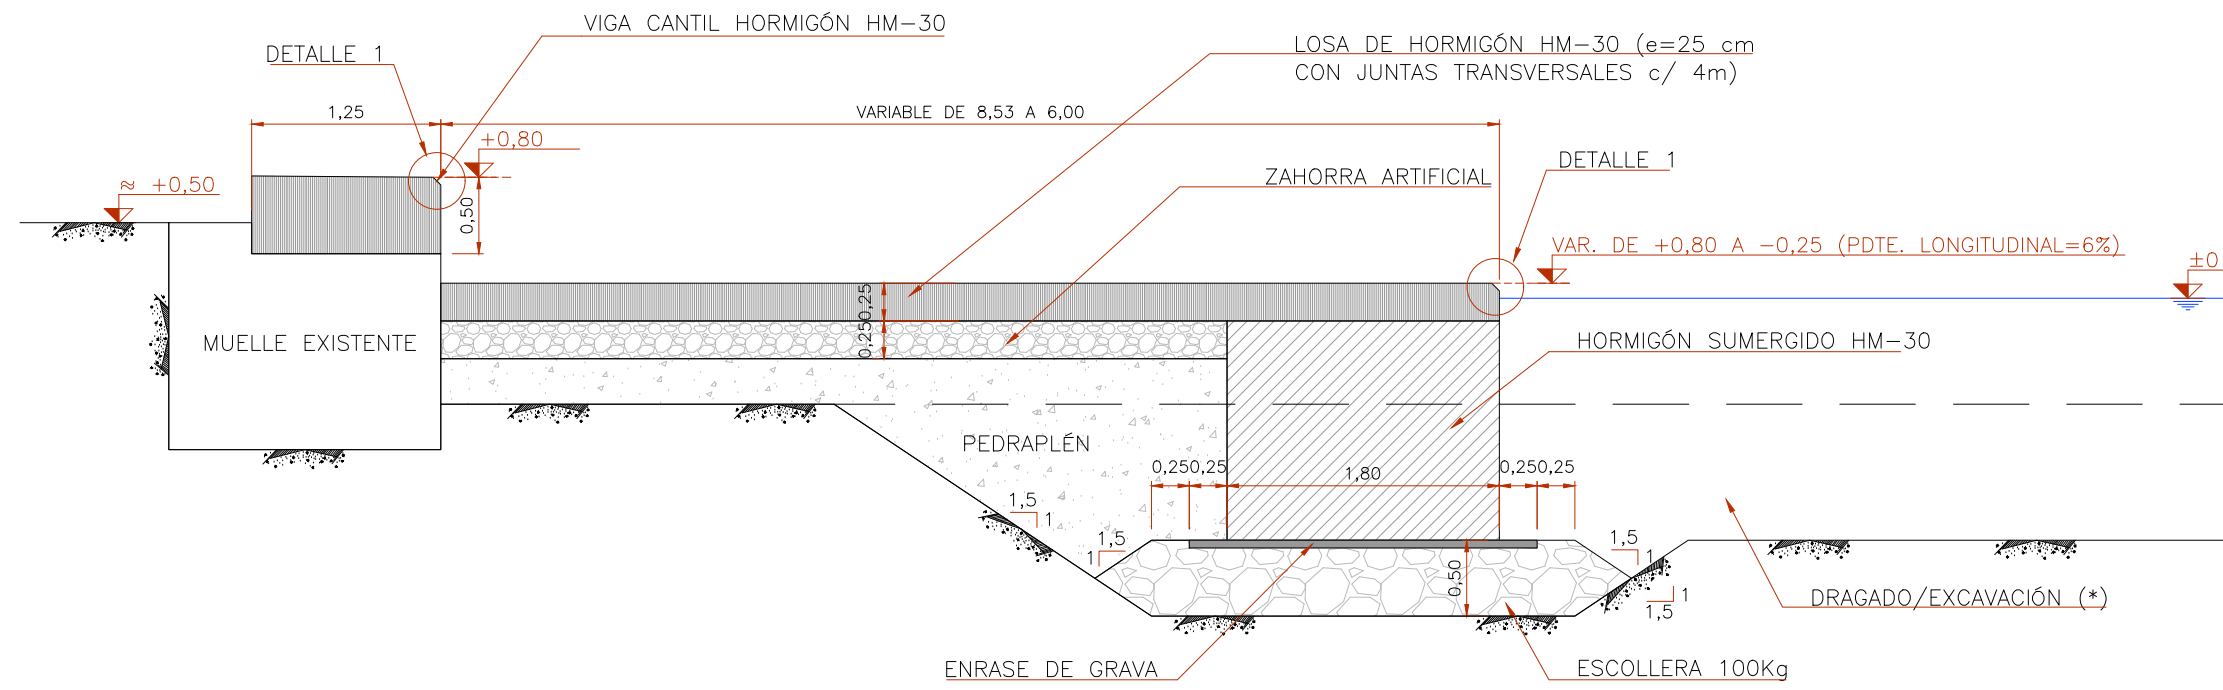 VIGA CANTIL HORMIGÓN HM-30
DETALLE 1
LOSA DE HORMIGÓN HM-30 (e=25 cm
CON JUNTAS TRANSVERSALES c/ 4m)
1,25
VARIABLE DE 8,53 A 6,00
+0,80
DETALLE 1
ZAHORRA ARTIFICIAL
≈ +0,50
0,50
VAR. DE +0,80 A -0,25 (PDTE. LONGITUDINAL=6%)
±0
0,25
0,25
MUELLE EXISTENTE
HORMIGÓN SUMERGIDO HM-30
PEDRAPLÉN
0,25
0,25
1,80
0,25
0,25
1,5
1
1,5
1
1,5
1
0,50
1
1,5
DRAGADO/EXCAVACIÓN (*)
ENRASE DE GRAVA
ESCOLLERA 100Kg